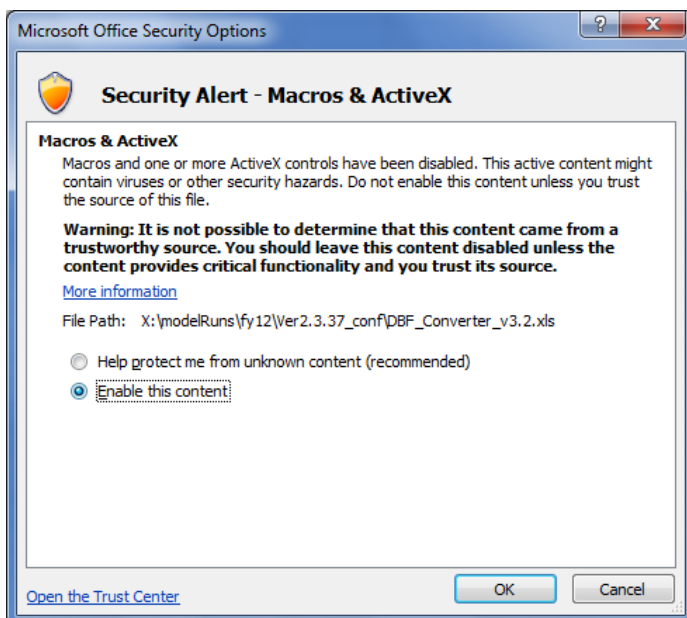 Microsoft Office Security Options
?
X
Security Alert - Macros & ActiveX
Macros & ActiveX
Macros and one or more ActiveX controls have been disabled. This active content might
contain viruses or other security hazards. Do not enable this content unless you trust
the source of this file.
Warning: It is not possible to determine that this content came from a
trustworthy source. You should leave this content disabled unless the
content provides critical functionality and you trust its source.
More information
File Path: X:\modelRuns\fy12\Ver2.3.37_conf\DBF_Converter_v3.2.xls
Help protect me from unknown content (recommended)
Enable this content
Open the Trust Center
OK
Cancel